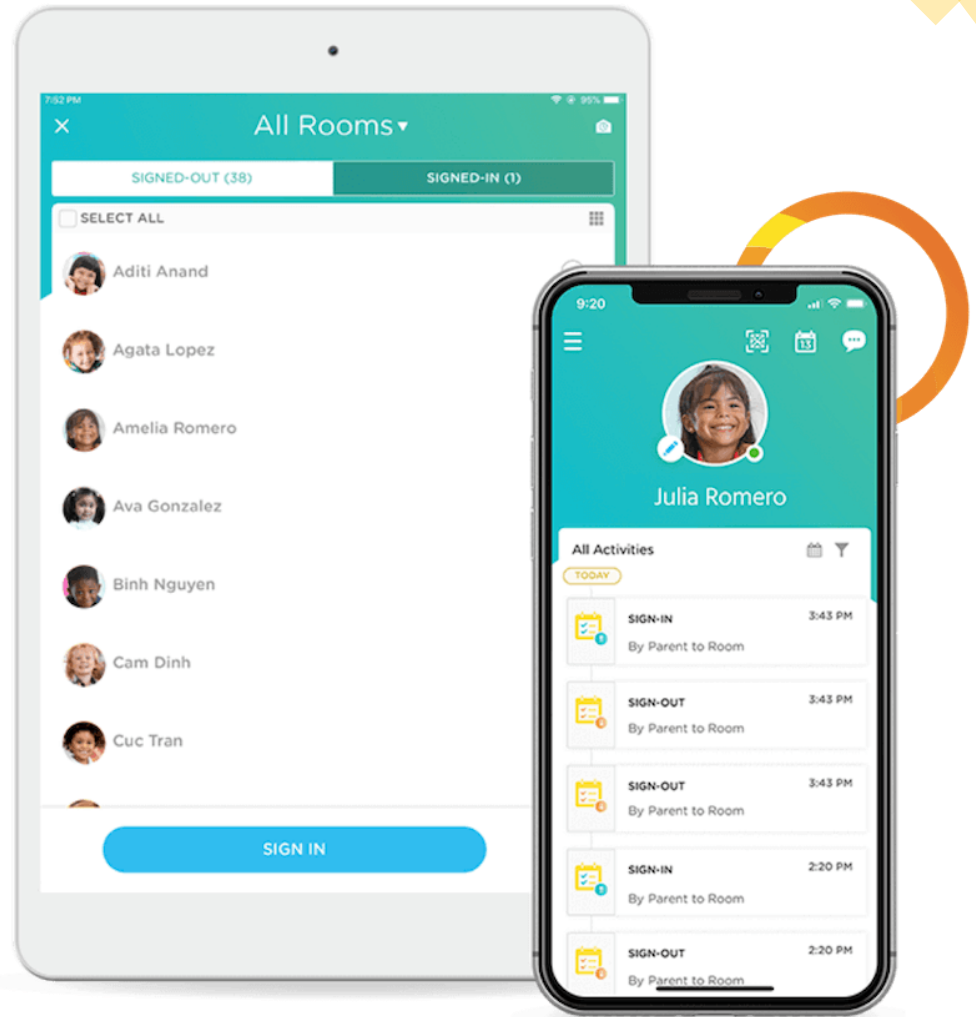 7:52 PM
95%
All Rooms
SIGNED-OUT (38)
SIGNED-IN (1)
SELECT ALL
Aditi Anand
Agata Lopez
Amelia Romero
Ava Gonzalez
Binh Nguyen
Cam Dinh
Cuc Tran
SIGN IN
9:20
13
Julia Romero
All Activities
TODAY
SIGN-IN 3:43 PM
By Parent to Room
SIGN-OUT 3:43 PM
By Parent to Room
SIGN-OUT 3:43 PM
By Parent to Room
SIGN-IN 2:20 PM
By Parent to Room
SIGN-OUT 2:20 PM
By Parent to Room